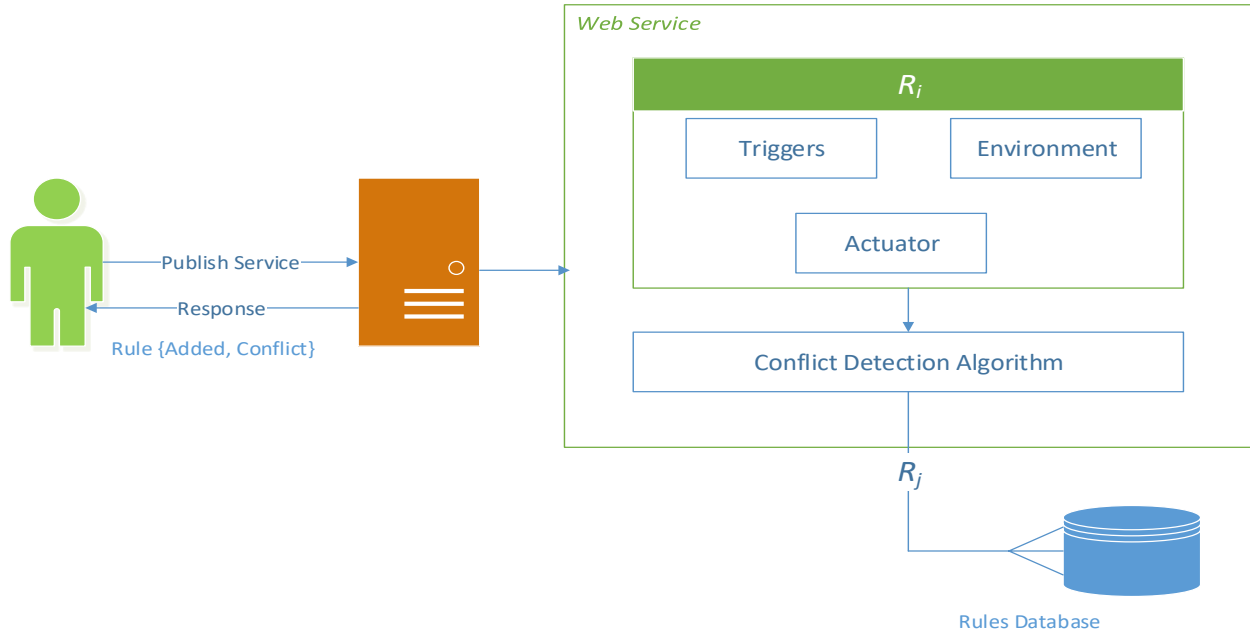 Web Service
R_i
Triggers
Environment
Actuator
Publish Service
Response
Rule {Added, Conflict}
Conflict Detection Algorithm
R_j
Rules Database